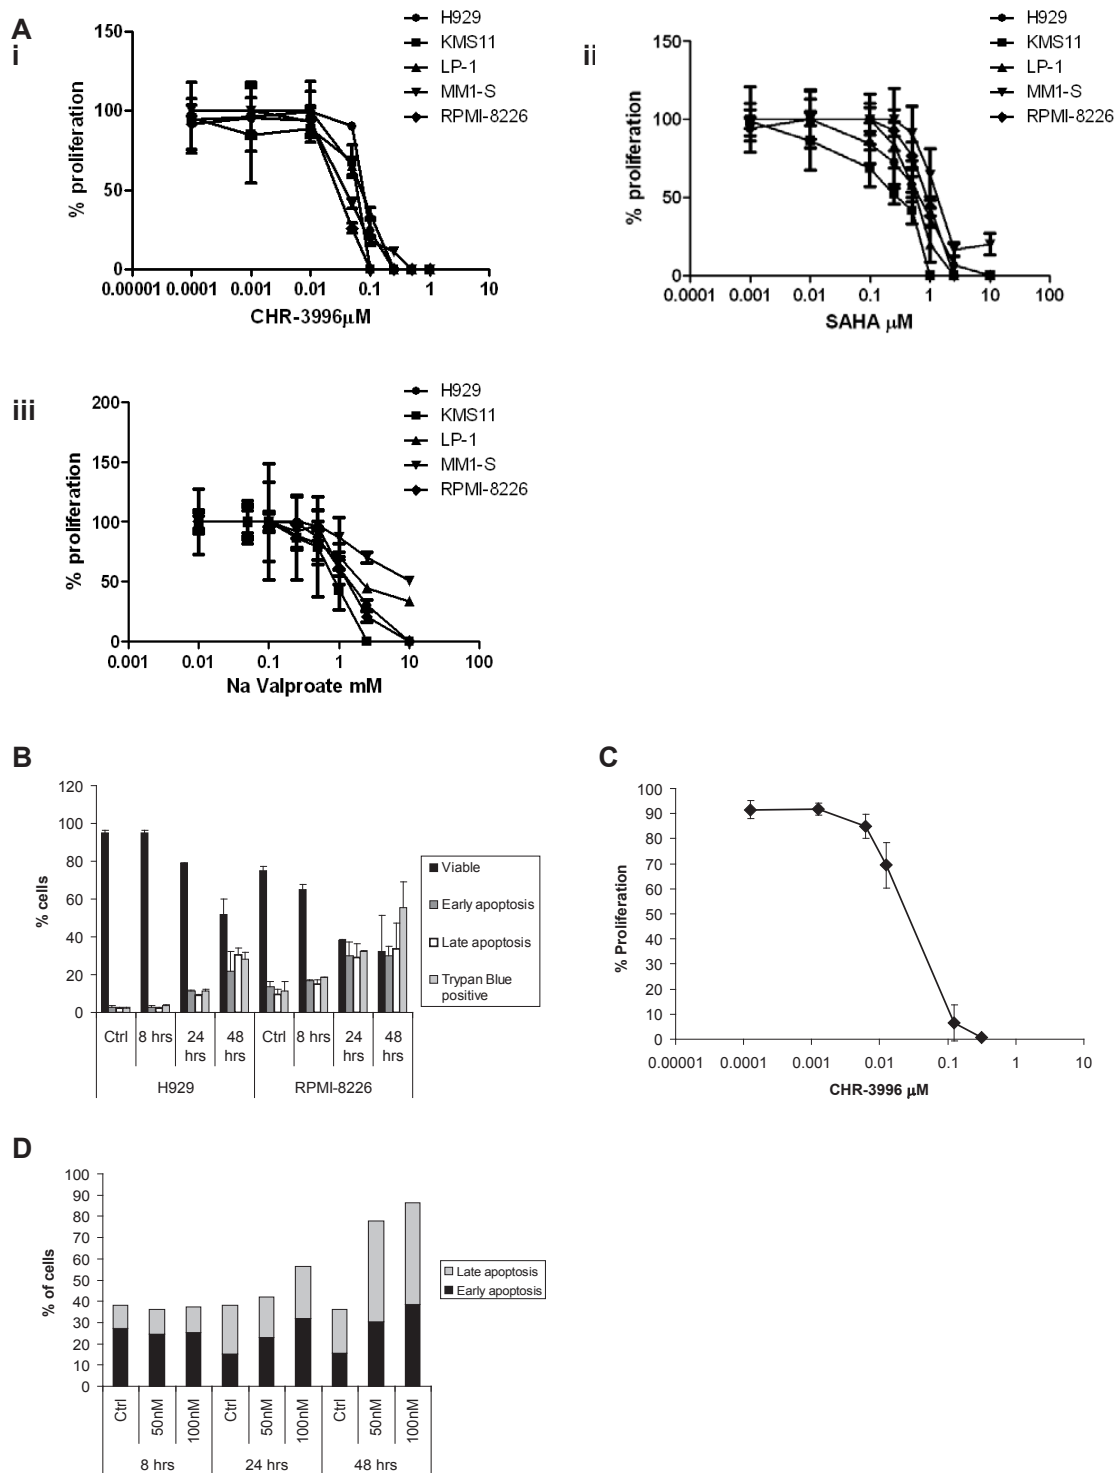 A
i
150
100
50
0
% proliferation
0.00001 0.0001 0.001 0.01 0.1 1 10
CHR-3996μM
H929
KMS11
LP-1
MM1-S
RPMI-8226
ii
150
100
50
0
% proliferation
0.0001 0.001 0.01 0.1 1 10 100
SAHA μM
H929
KMS11
LP-1
MM1-S
RPMI-8226
iii
200
150
100
50
0
% proliferation
0.001 0.01 0.1 1 10 100
Na Valproate mM
H929
KMS11
LP-1
MM1-S
RPMI-8226
B
120
100
80
60
40
20
0
% cells
Ctrl 8 hrs 24 hrs 48 hrs Ctrl 8 hrs 24 hrs 48 hrs
H929 RPMI-8226
Viable
Early apoptosis
Late apoptosis
Trypan Blue
positive
C
100
90
80
70
60
50
40
30
20
10
0
% Proliferation
0.00001 0.0001 0.001 0.01 0.1 1 10
CHR-3996 μM
D
100
90
80
70
60
50
40
30
20
10
0
% of cells
Ctrl 50nM 100nM Ctrl 50nM 100nM Ctrl 50nM 100nM
8 hrs 24 hrs 48 hrs
Late apoptosis
Early apoptosis